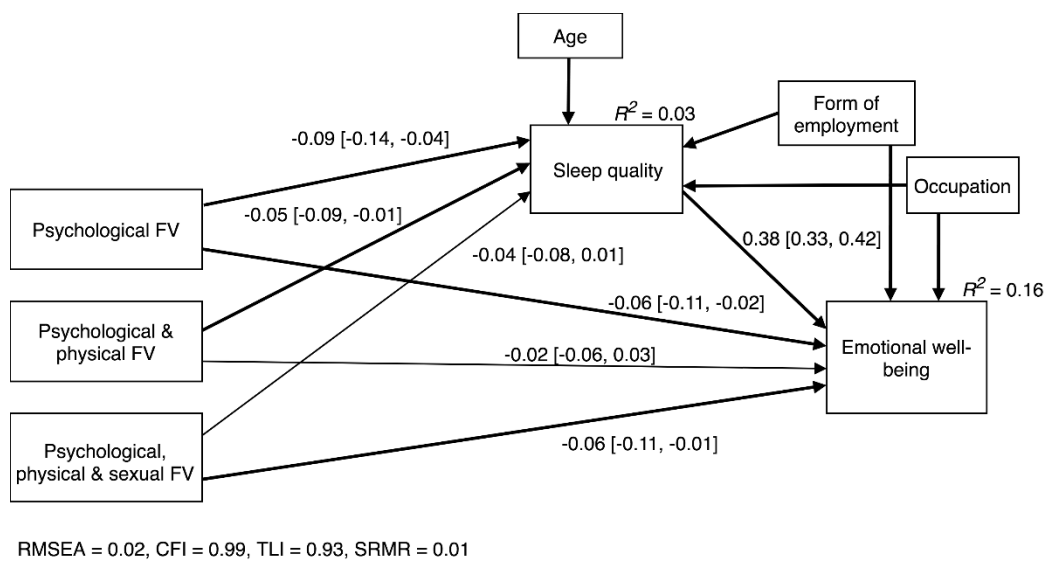 Age
R² = 0.03
Form of
employment
-0.09 [-0.14, -0.04]
Sleep quality
Occupation
Psychological FV
-0.05 [-0.09, -0.01]
-0.04 [-0.08, 0.01]
0.38 [0.33, 0.42]
R² = 0.16
-0.06 [-0.11, -0.02]
Psychological &
physical FV
-0.02 [-0.06, 0.03]
Emotional well-
being
Psychological,
physical & sexual FV
-0.06 [-0.11, -0.01]
RMSEA = 0.02, CFI = 0.99, TLI = 0.93, SRMR = 0.01